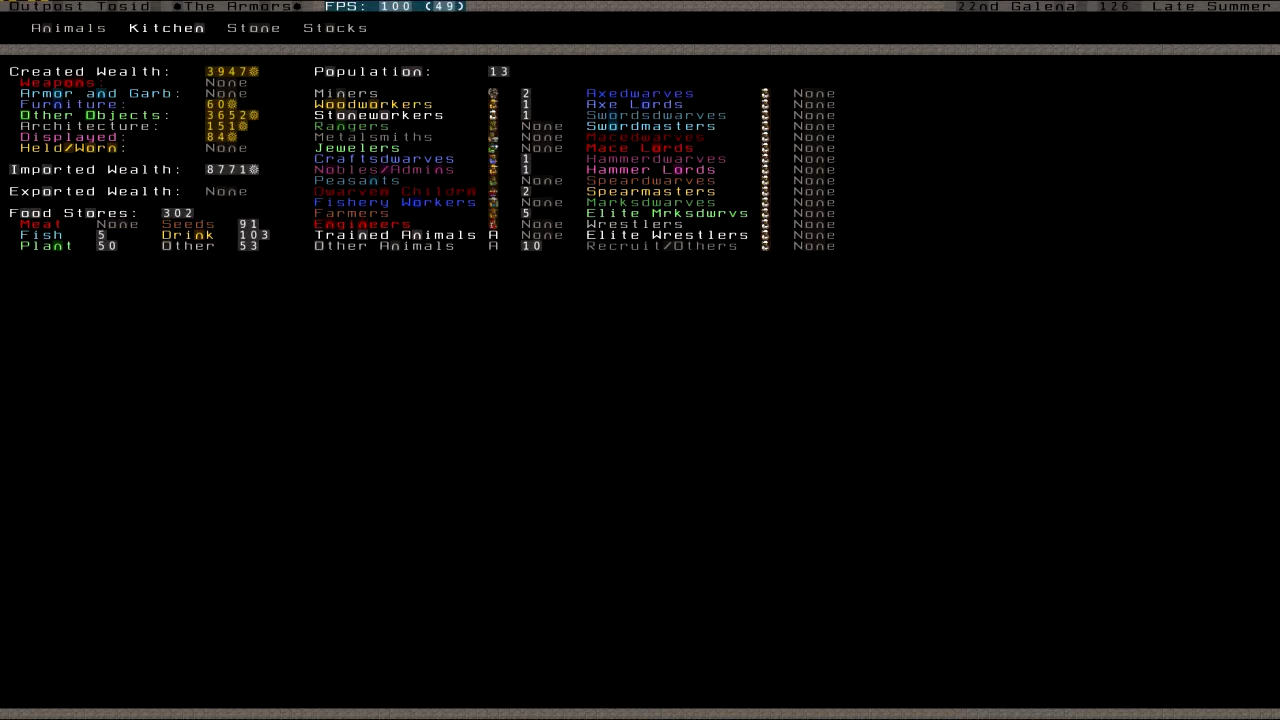 Outpost Tosid "The Armors" FPS: 100 (49) 22nd Galena 126 Late Summer
Animals Kitchen Stone Stocks
Created Wealth: 3947☼ Population: 13
Weapons: None
Armor and Garb: None Miners 2 Axedwarves None
Furniture: 60☼ Woodworkers 1 Axe Lords None
Other Objects: 3652☼ Stoneworkers 1 Swordsdwarves None
Architecture: 151☼ Rangers None Swordmasters None
Displayed: 84☼ Metalsmiths None Macedwarves None
Held/Worn: None Jewelers None Mace Lords None
Craftsdwarves 1 Hammerdwarves None
Imported Wealth: 8771☼ Nobles/Admins 1 Hammer Lords None
Peasants None Speardwarves None
Exported Wealth: None Dwarven Childrn 2 Spearmasters None
Fishery Workers None Marksdwarves None
Food Stores: 302 Farmers 5 Elite Mrksdwrvs None
Meat None Seeds 91 Engineers None Wrestlers None
Fish 5 Drink 103 Trained Animals A None Elite Wrestlers None
Plant 50 Other 53 Other Animals A 10 Recruit/Others None